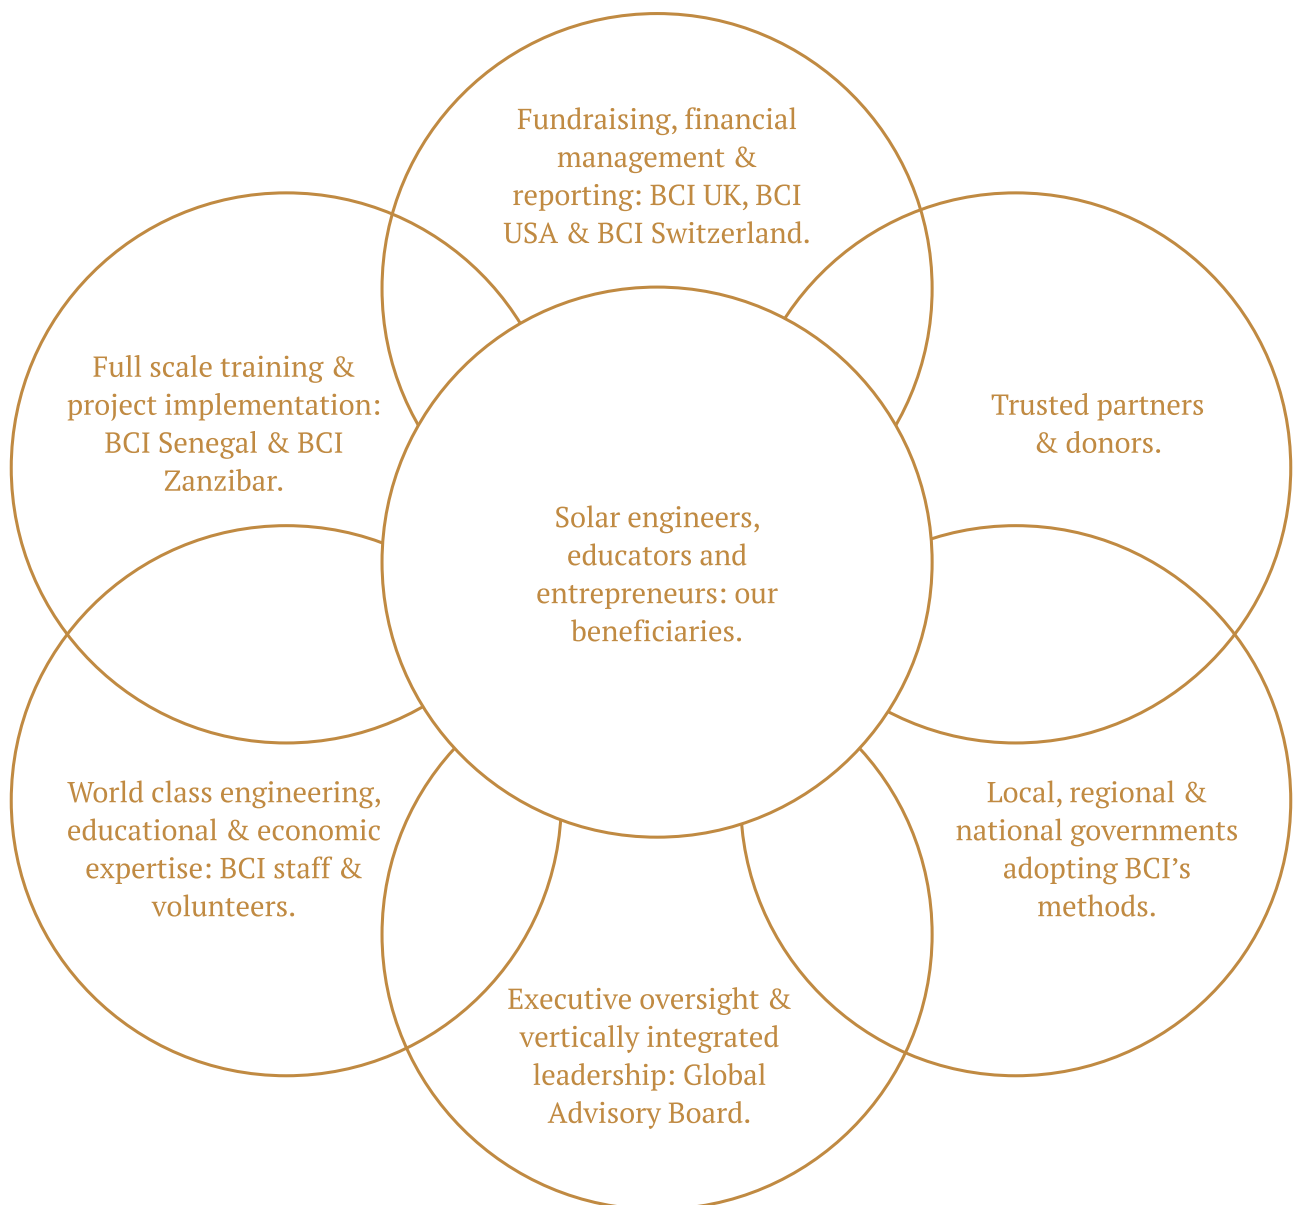 Fundraising, financial
management &
reporting: BCI UK, BCI
USA & BCI Switzerland.
Full scale training &
project implementation:
BCI Senegal & BCI
Zanzibar.
Trusted partners
& donors.
Solar engineers,
educators and
entrepreneurs: our
beneficiaries.
World class engineering,
educational & economic
expertise: BCI staff &
volunteers.
Local, regional &
national governments
adopting BCI’s
methods.
Executive oversight &
vertically integrated
leadership: Global
Advisory Board.